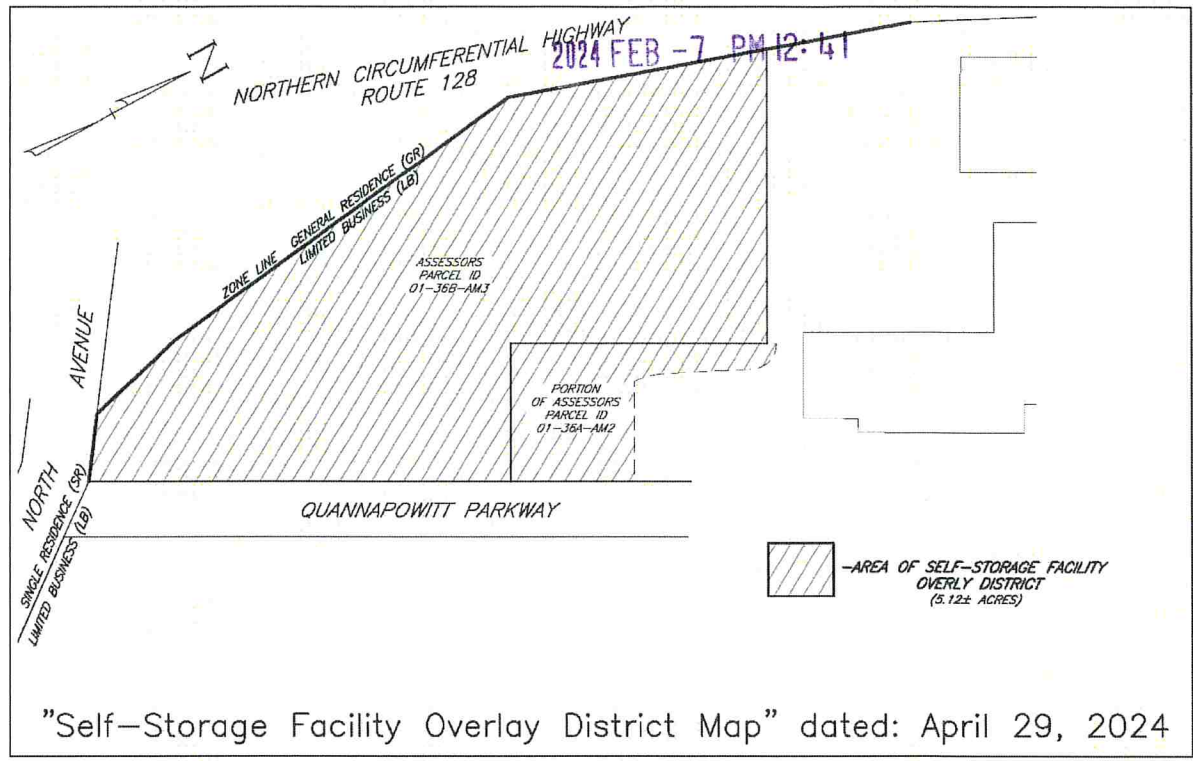 N
NORTHERN CIRCUMFERENTIAL HIGHWAY
ROUTE 128
2024 FEB -7 PM 12:41
ZONE LINE GENERAL RESIDENCE (GR)
LIMITED BUSINESS (LB)
ASSESSORS
PARCEL ID
01-36B-AM3
NORTH AVENUE
PORTION
OF ASSESSORS
PARCEL ID
01-36A-AM2
SINGLE RESIDENCE (SR)
LIMITED BUSINESS (LB)
QUANNAPOWITT PARKWAY
-AREA OF SELF-STORAGE FACILITY
OVERLY DISTRICT
(5.12± ACRES)
"Self-Storage Facility Overlay District Map" dated: April 29, 2024